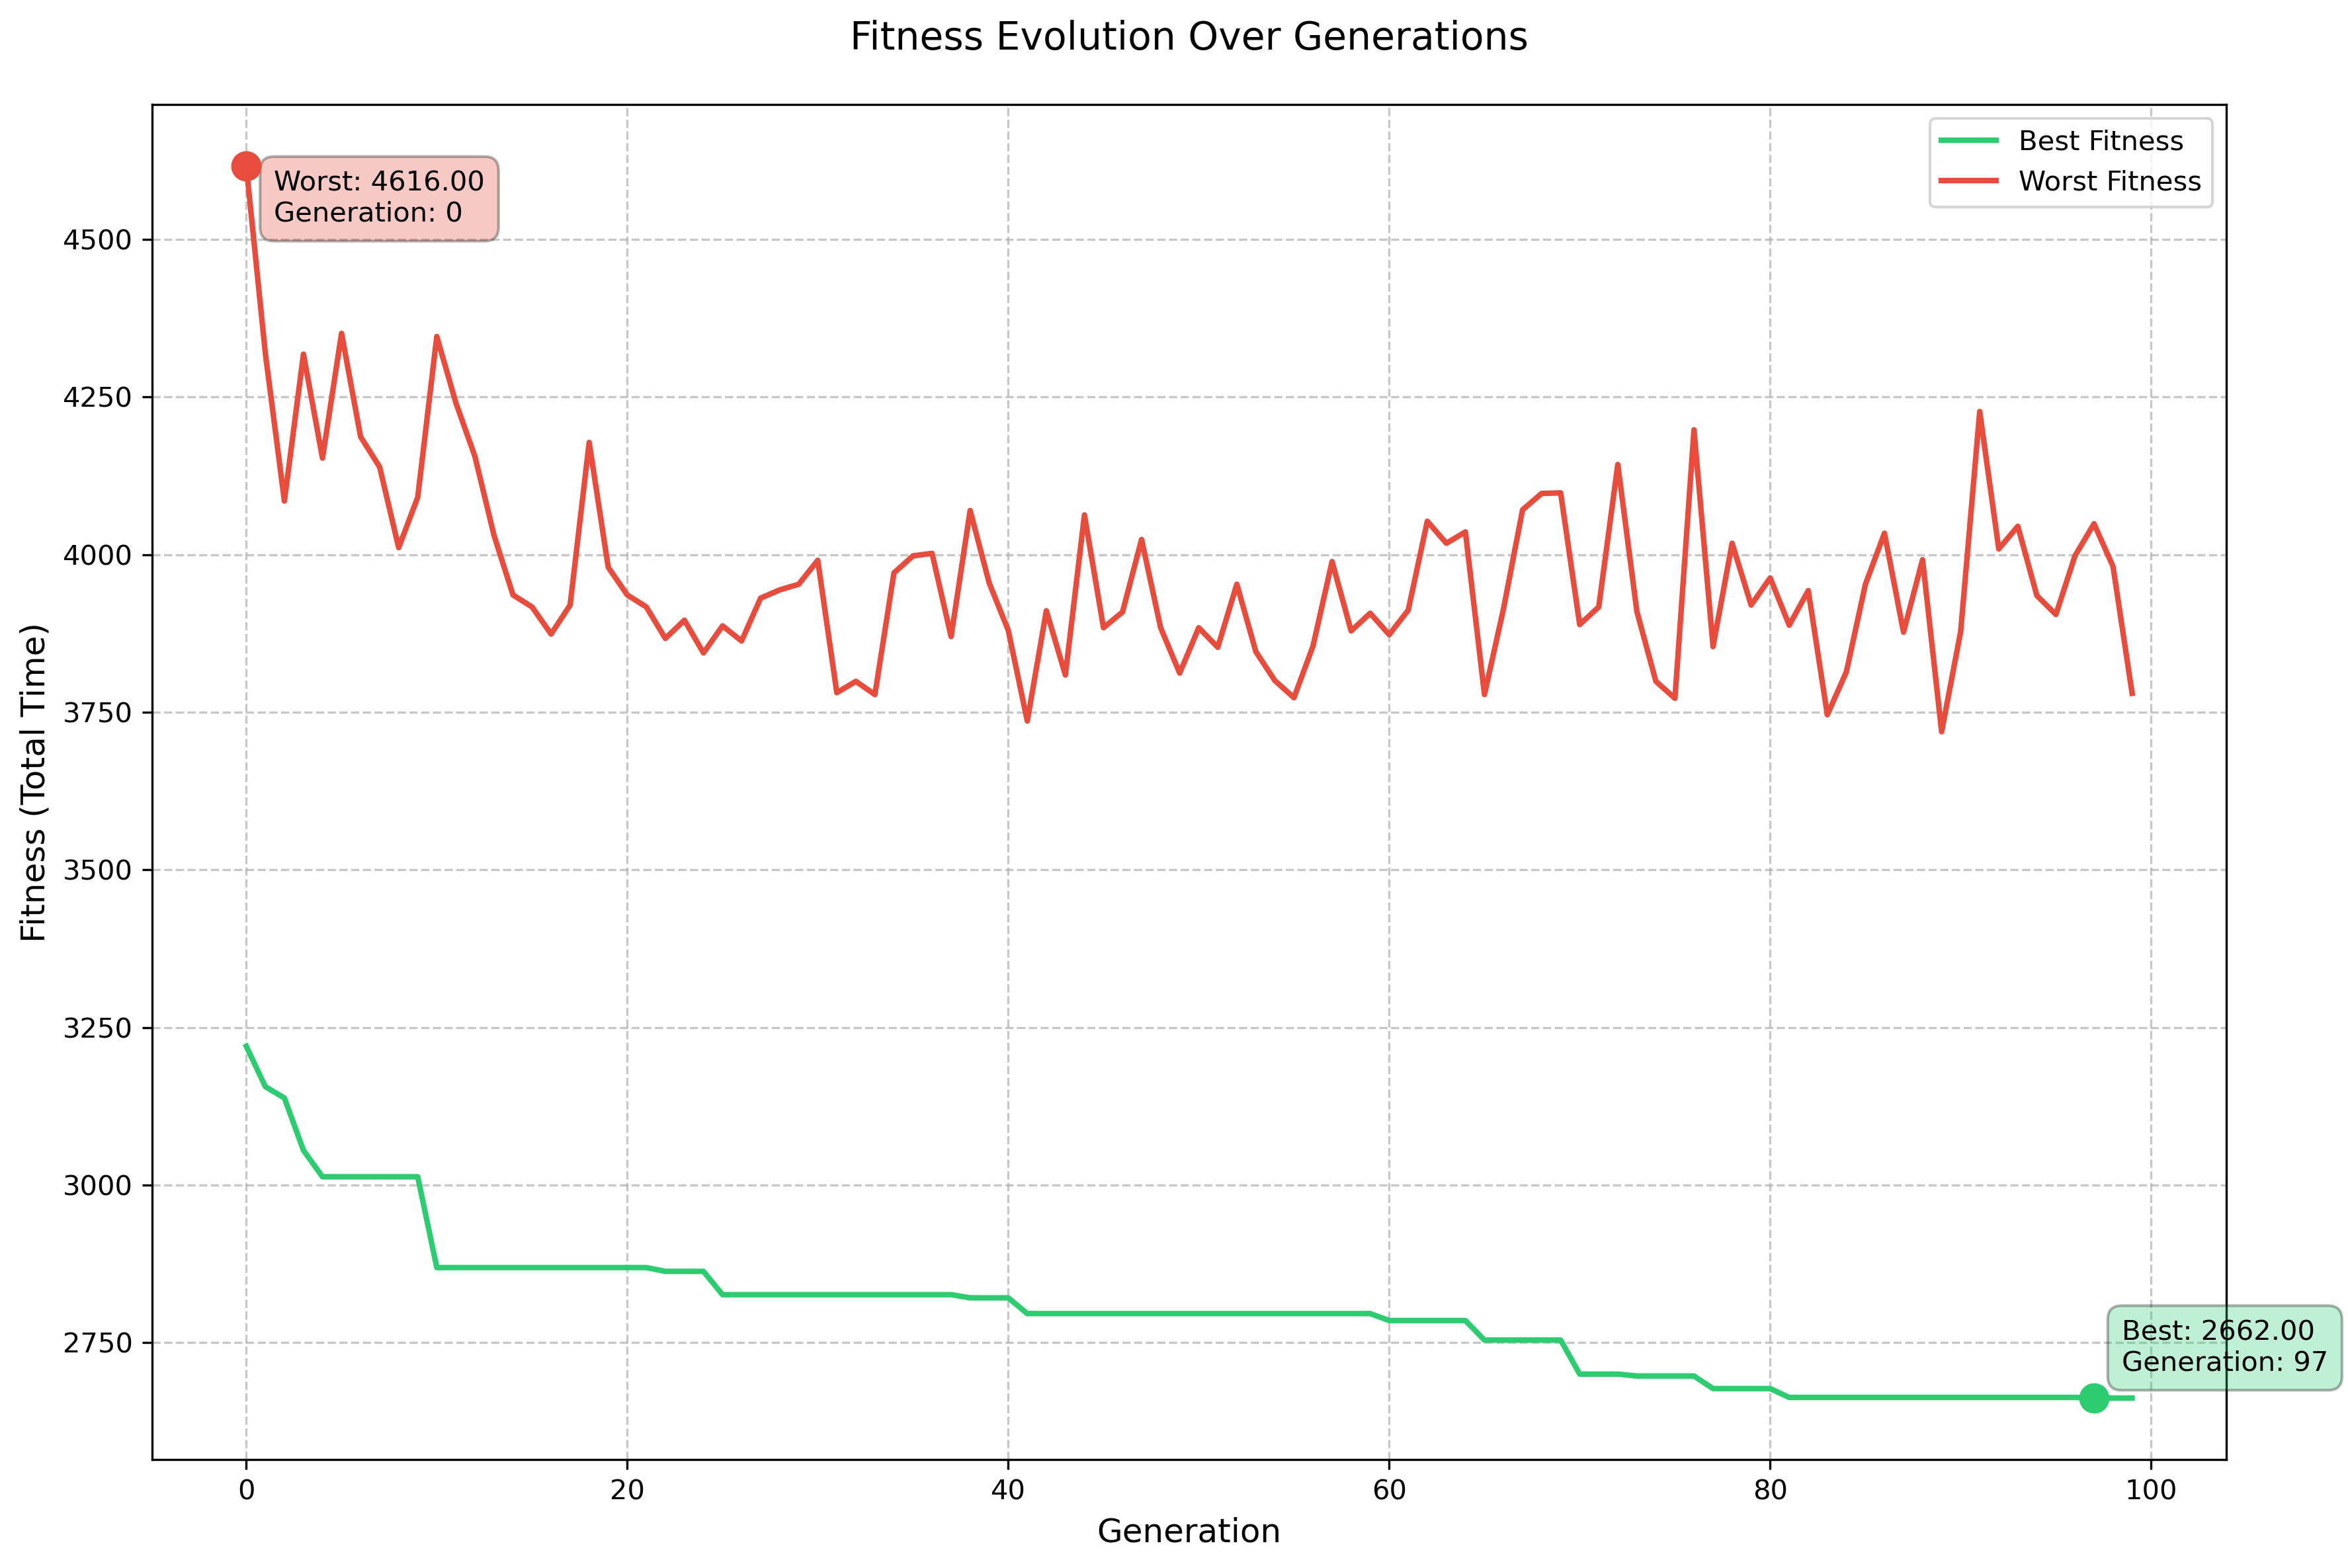 Fitness Evolution Over Generations
Best Fitness
Worst Fitness
Worst: 4616.00
Generation: 0
4500
4250
4000
3750
3500
3250
3000
2750
Fitness (Total Time)
Best: 2662.00
Generation: 97
0
20
40
60
80
100
Generation